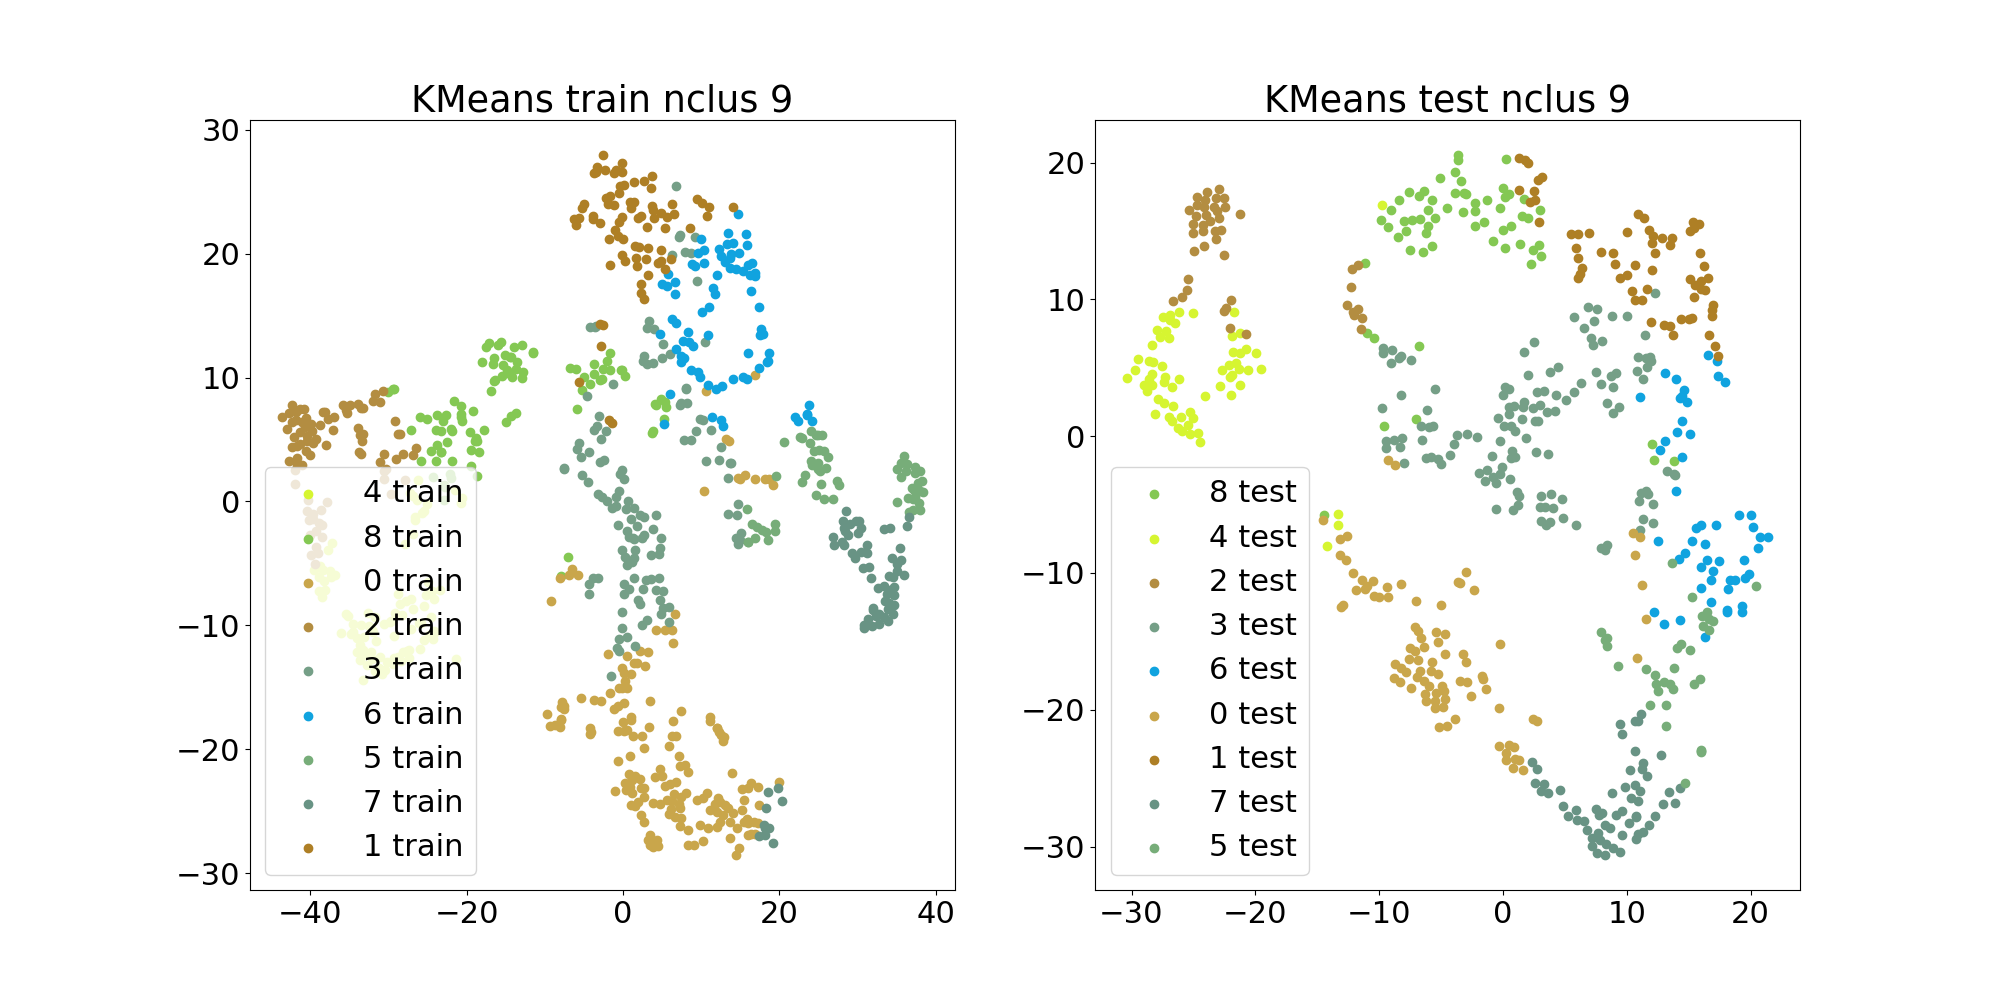 KMeans train nclus 9
30
20
10
0
−10
−20
−30
−40
−20
0
20
40
4 train
8 train
0 train
2 train
3 train
6 train
5 train
7 train
1 train
KMeans test nclus 9
20
10
0
−10
−20
−30
−30
−20
−10
0
10
20
8 test
4 test
2 test
3 test
6 test
0 test
1 test
7 test
5 test